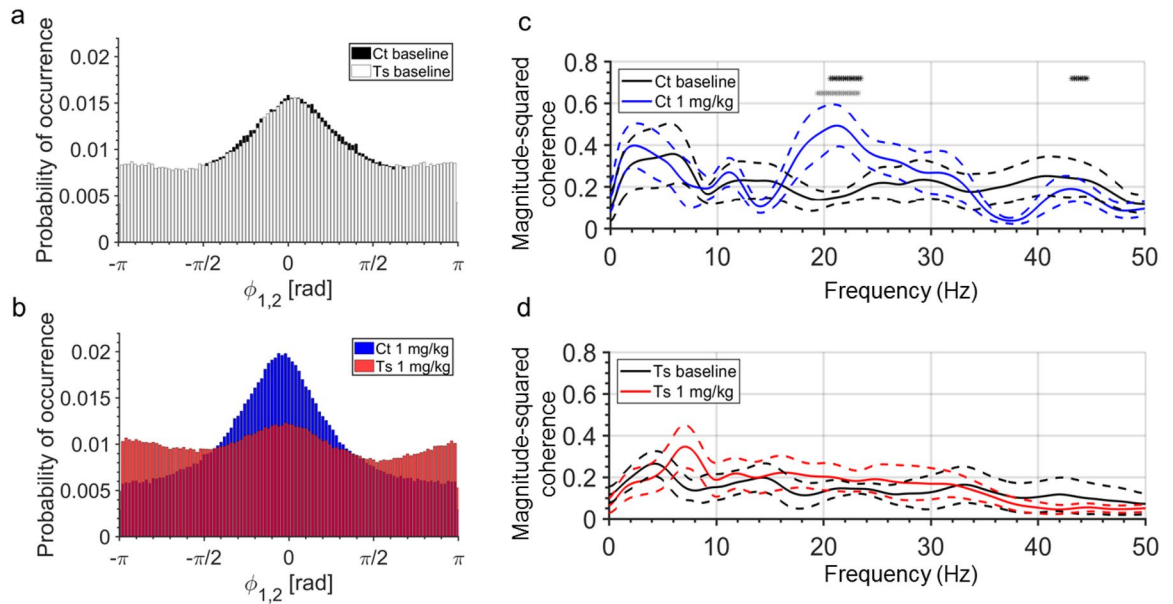 a
Probability of occurrence
0.02
0.015
0.01
0.005
0
Ct baseline
Ts baseline
-π -π/2 0 π/2 π
ϕ1,2 [rad]
b
Probability of occurrence
0.02
0.015
0.01
0.005
0
Ct 1 mg/kg
Ts 1 mg/kg
-π -π/2 0 π/2 π
ϕ1,2 [rad]
c
Magnitude-squared
coherence
0.8
0.6
0.4
0.2
0
Ct baseline
Ct 1 mg/kg
0 10 20 30 40 50
Frequency (Hz)
d
Magnitude-squared
coherence
0.8
0.6
0.4
0.2
0
Ts baseline
Ts 1 mg/kg
0 10 20 30 40 50
Frequency (Hz)